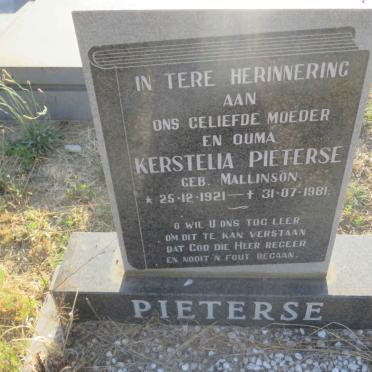 IN TERE HERINNERING
AAN
ONS GELIEFDE MOEDER
EN OUMA
KERSTELIA PIETERSE
GEB. MALLINSON
* 25-12-1921 — † 31-07-1981.
O WIL U ONS TOG LEER
OM DIT TE KAN VERSTAAN
DAT GOD DIE HEER REGEER
EN NOOIT 'N FOUT BEGAAN.
PIETERSE